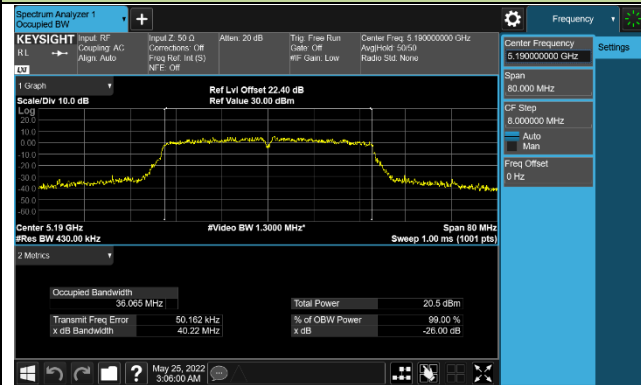 Spectrum Analyzer 1
Occupied BW
Frequency
KEYSIGHT
RL
LXI
Input: RF
Coupling: AC
Align: Auto
Input Z: 50 Ω
Corrections: Off
Freq Ref: Int (S)
NFE: Off
Atten: 20 dB
Trig: Free Run
Gate: Off
#IF Gain: Low
Center Freq: 5.190000000 GHz
Avg|Hold: 50/50
Radio Std: None
Center Frequency
5.190000000 GHz
Settings
Span
80.000 MHz
CF Step
8.000000 MHz
Auto
Man
Freq Offset
0 Hz
1 Graph
Scale/Div 10.0 dB
Ref Lvl Offset 22.40 dB
Ref Value 30.00 dBm
Log
20.0
10.0
0.00
-10.0
-20.0
-30.0
-40.0
-50.0
-60.0
Center 5.19 GHz
#Video BW 1.3000 MHz*
Span 80 MHz
#Res BW 430.00 kHz
Sweep 1.00 ms (1001 pts)
2 Metrics
Occupied Bandwidth
36.065 MHz
Total Power 20.5 dBm
Transmit Freq Error 50.162 kHz
% of OBW Power 99.00 %
x dB Bandwidth 40.22 MHz
x dB -26.00 dB
May 25, 2022
3:06:00 AM